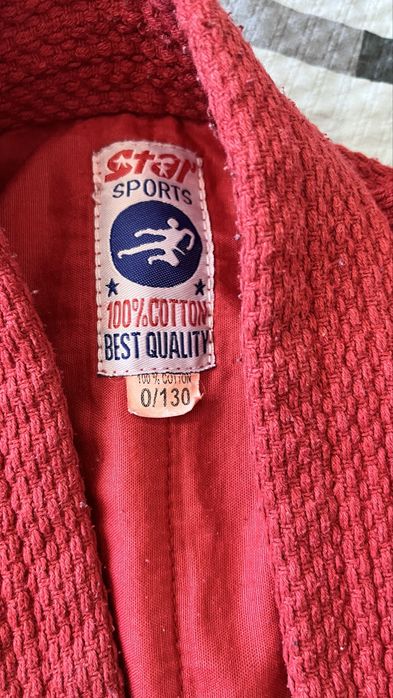 Star
SPORTS
100% COTTON
BEST QUALITY
100% COTTON
0/130